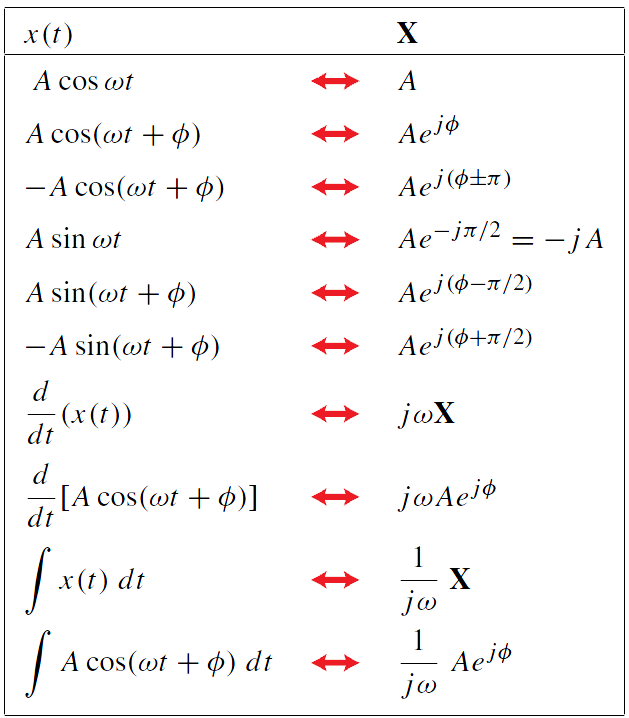 x(t) X
A cos ωt ⟷ A
A cos(ωt + ϕ) ⟷ Ae^{jϕ}
−A cos(ωt + ϕ) ⟷ Ae^{j(ϕ±π)}
A sin ωt ⟷ Ae^{−jπ/2} = −jA
A sin(ωt + ϕ) ⟷ Ae^{j(ϕ−π/2)}
−A sin(ωt + ϕ) ⟷ Ae^{j(ϕ+π/2)}
d/dt (x(t)) ⟷ jωX
d/dt [A cos(ωt + ϕ)] ⟷ jωAe^{jϕ}
∫ x(t) dt ⟷ 1/jω X
∫ A cos(ωt + ϕ) dt ⟷ 1/jω Ae^{jϕ}